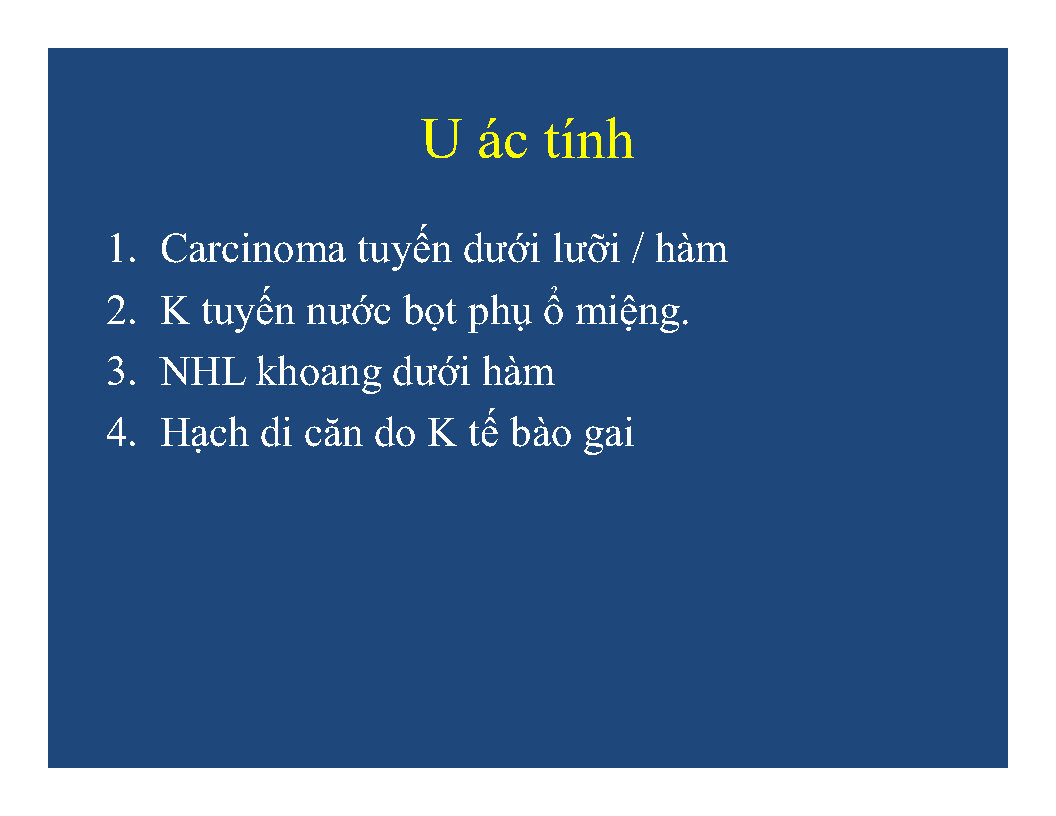 U ác tính
1. Carcinoma tuyến dưới lưỡi / hàm
2. K tuyến nước bọt phụ ổ miệng.
3. NHL khoang dưới hàm
4. Hạch di căn do K tế bào gai